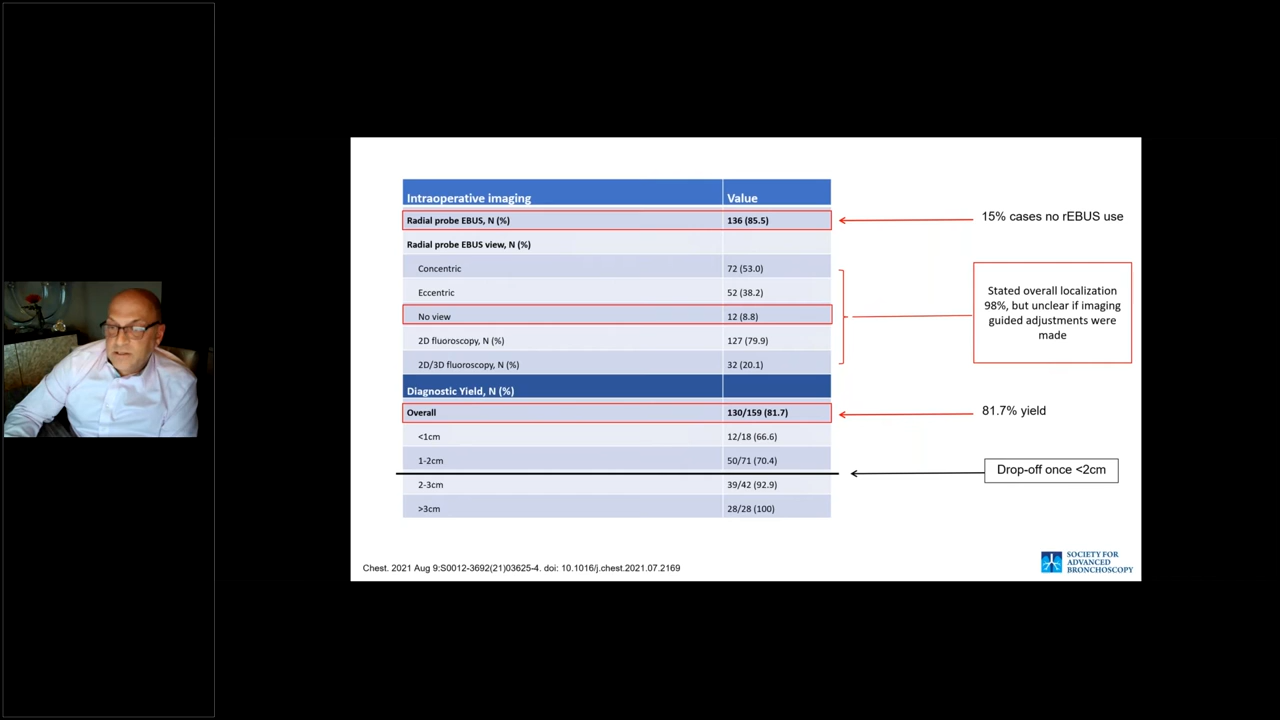 Intraoperative imaging Value
Radial probe EBUS, N (%) 136 (85.5)
15% cases no rEBUS use
Radial probe EBUS view, N (%)
Concentric 72 (53.0)
Eccentric 52 (38.2)
No view 12 (8.8)
2D fluoroscopy, N (%) 127 (79.9)
2D/3D fluoroscopy, N (%) 32 (20.1)
Stated overall localization
98%, but unclear if imaging
guided adjustments were
made
Diagnostic Yield, N (%)
Overall 130/159 (81.7)
81.7% yield
<1cm 12/18 (66.6)
1-2cm 50/71 (70.4)
Drop-off once <2cm
2-3cm 39/42 (92.9)
>3cm 28/28 (100)
Chest. 2021 Aug 9:S0012-3692(21)03625-4. doi: 10.1016/j.chest.2021.07.2169
SOCIETY FOR
ADVANCED
BRONCHOSCOPY